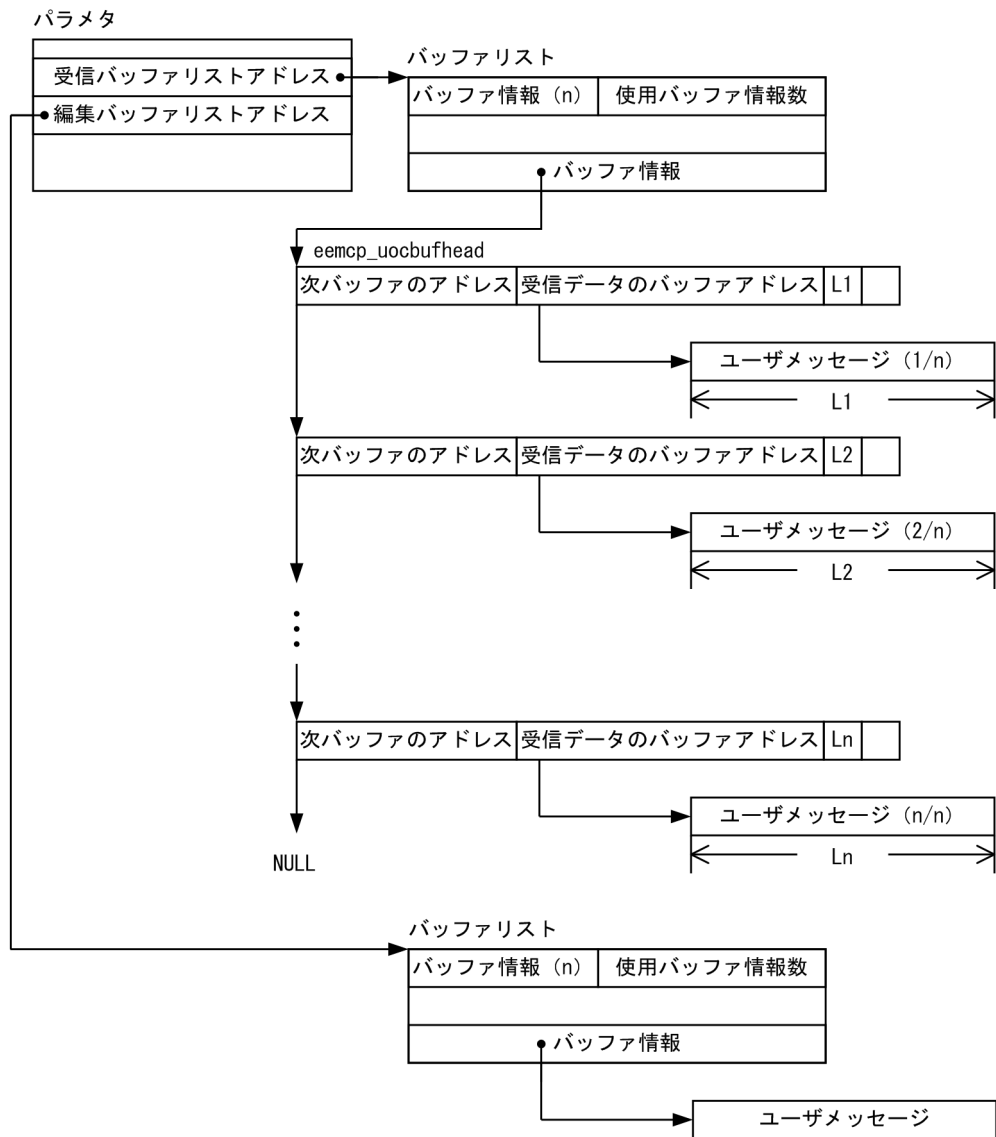 パラメタ
受信バッファリストアドレス
編集バッファリストアドレス
バッファリスト
バッファ情報（n） 使用バッファ情報数
バッファ情報
eemcp_uocbufhead
次バッファのアドレス 受信データのバッファアドレス L1
ユーザメッセージ（1/n）
L1
次バッファのアドレス 受信データのバッファアドレス L2
ユーザメッセージ（2/n）
L2
次バッファのアドレス 受信データのバッファアドレス Ln
ユーザメッセージ（n/n）
Ln
NULL
バッファリスト
バッファ情報（n） 使用バッファ情報数
バッファ情報
ユーザメッセージ